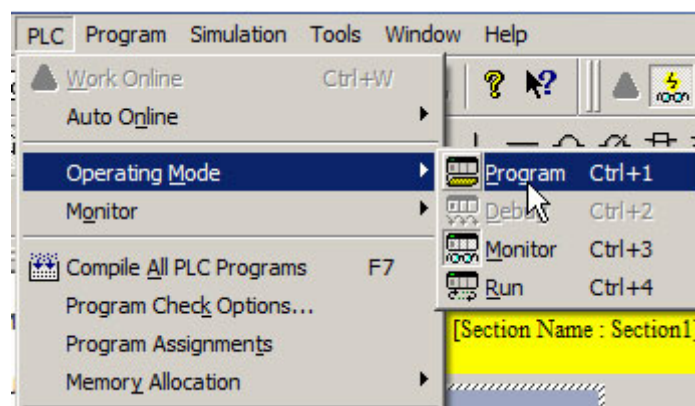 PLC Program Simulation Tools Window Help
Work Online Ctrl+W
Auto Online
Operating Mode
Monitor
Compile All PLC Programs F7
Program Check Options...
Program Assignments
Memory Allocation
Program Ctrl+1
Debug Ctrl+2
Monitor Ctrl+3
Run Ctrl+4
[Section Name : Section1]